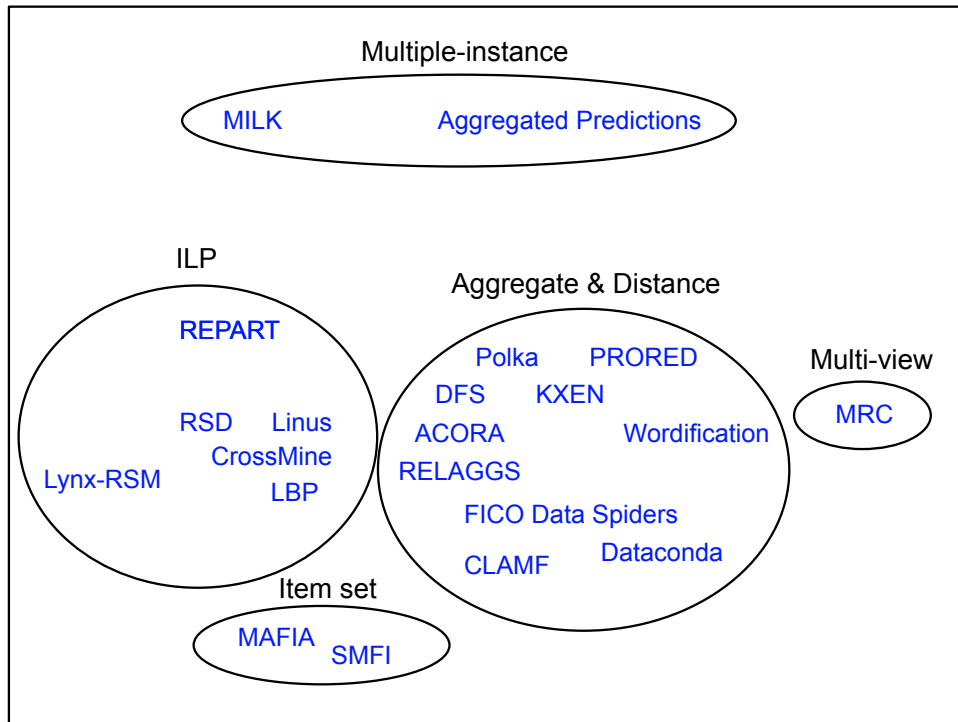 Multiple-instance
MILK
Aggregated Predictions
ILP
REPART
RSD
Linus
CrossMine
Lynx-RSM
LBP
Aggregate & Distance
Polka
PRORED
DFS
KXEN
ACORA
Wordification
RELAGGS
FICO Data Spiders
Dataconda
CLAMF
Multi-view
MRC
Item set
MAFIA
SMFI